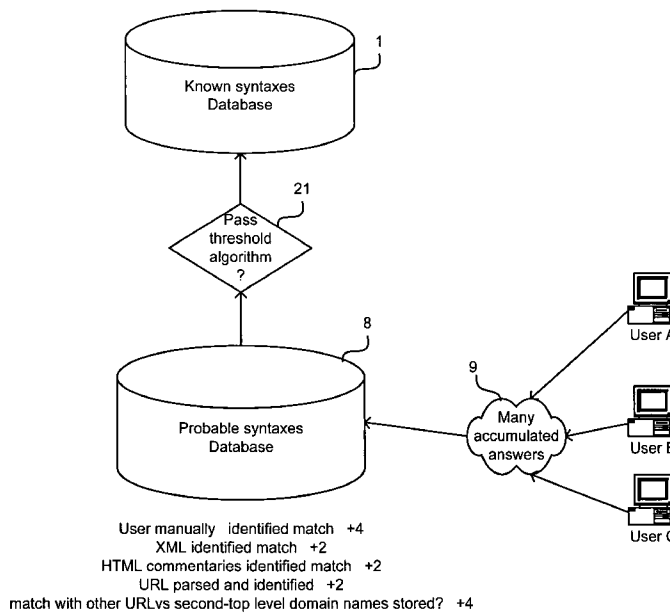 1
Known syntaxes
Database
21
Pass
threshold
algorithm
?
8
Probable syntaxes
Database
9
Many
accumulated
answers
User A
User B
User C
User manually identified match +4
XML identified match +2
HTML commentaries identified match +2
URL parsed and identified +2
match with other URLvs second-top level domain names stored? +4